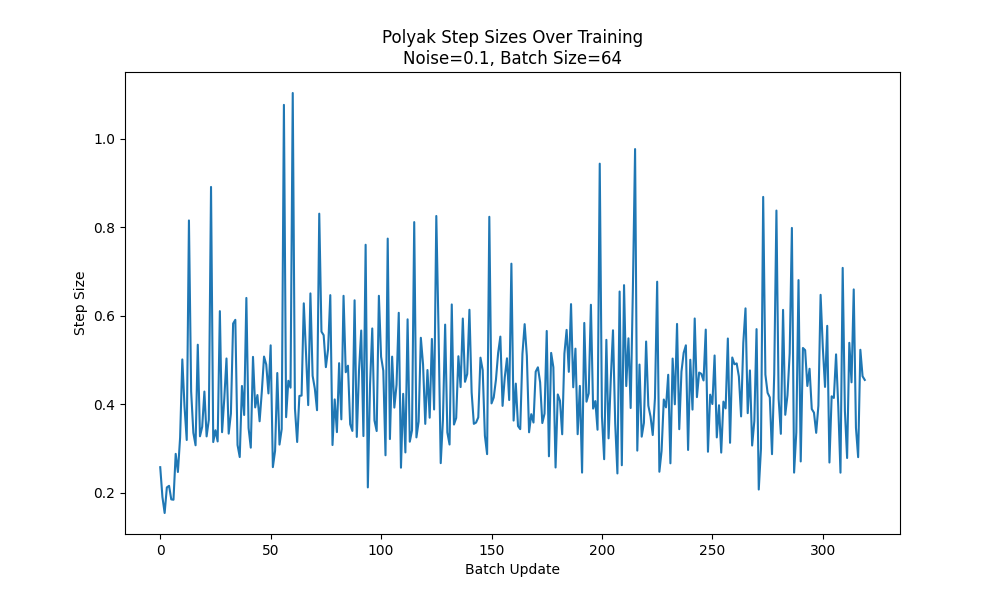 Polyak Step Sizes Over Training
Noise=0.1, Batch Size=64
1.0
0.8
0.6
0.4
0.2
Step Size
0 50 100 150 200 250 300
Batch Update